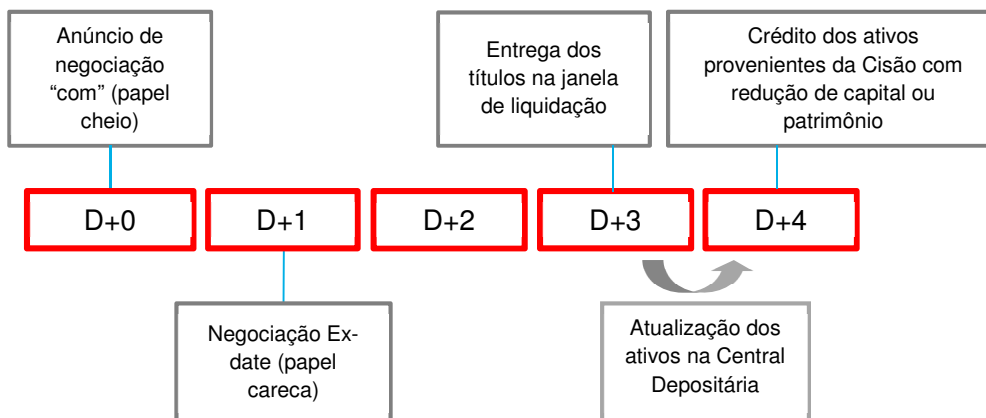 Anúncio de
negociação
“com” (papel
cheio)
Entrega dos
títulos na janela
de liquidação
Crédito dos ativos
provenientes da Cisão com
redução de capital ou
patrimônio
D+0
D+1
D+2
D+3
D+4
Negociação Ex-
date (papel
careca)
Atualização dos
ativos na Central
Depositária